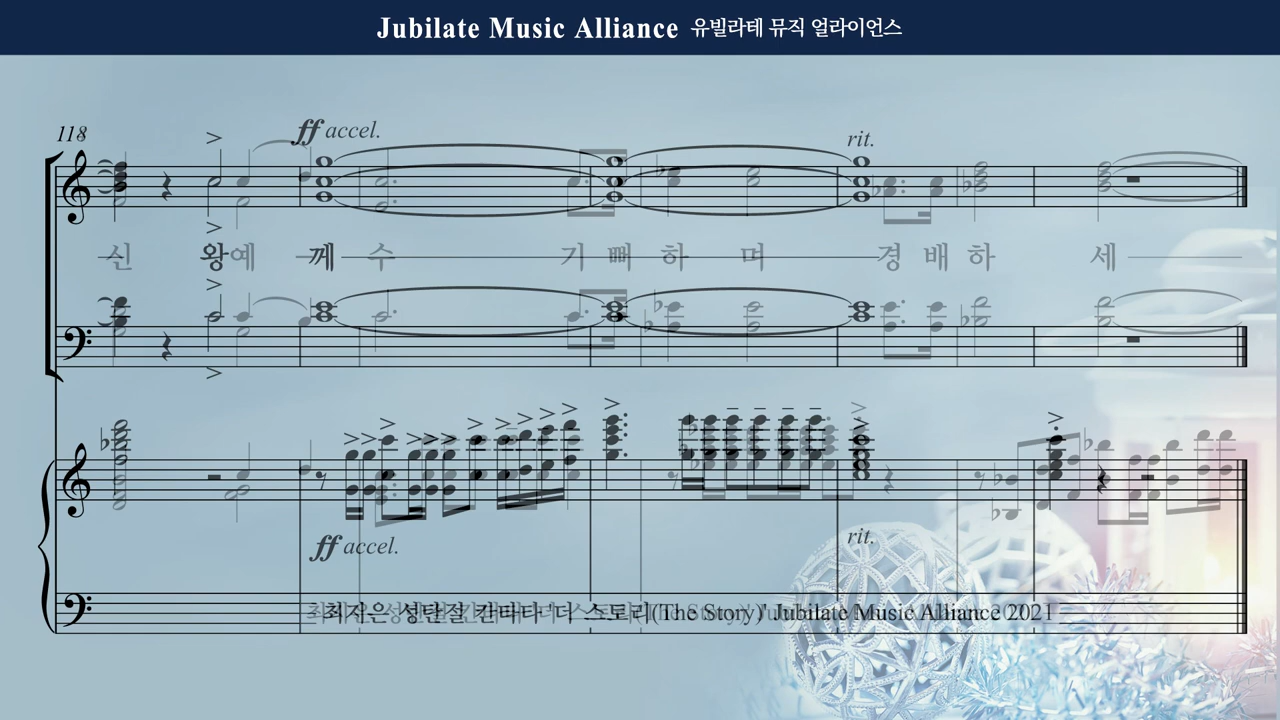 Jubilate Music Alliance 유빌라테 뮤직 얼라이언스
118
ff accel.
rit.
신 왕예 께 수 기 뻐 하 며 경 배 하 세
ff accel.
rit.
최지은 성탄절 칸타타 '더 스토리(The Story)' Jubilate Music Alliance 2021